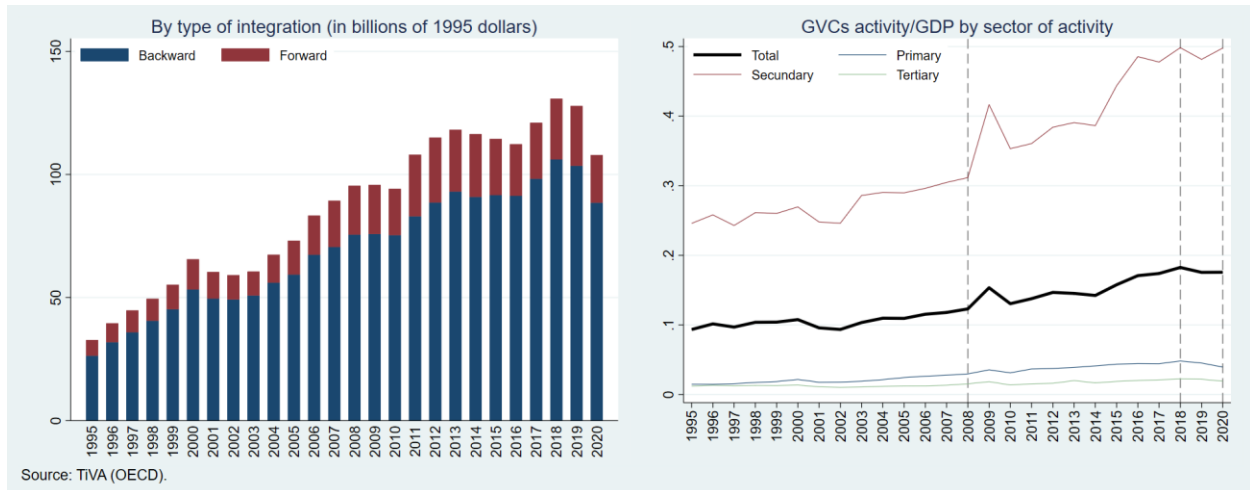 By type of integration (in billions of 1995 dollars)
Backward Forward
150
100
50
0
1995 1996 1997 1998 1999 2000 2001 2002 2003 2004 2005 2006 2007 2008 2009 2010 2011 2012 2013 2014 2015 2016 2017 2018 2019 2020
GVCs activity/GDP by sector of activity
Total Primary
Secundary Tertiary
.5
.4
.3
.2
.1
0
1995 1996 1997 1998 1999 2000 2001 2002 2003 2004 2005 2006 2007 2008 2009 2010 2011 2012 2013 2014 2015 2016 2017 2018 2019 2020
Source: TiVA (OECD).